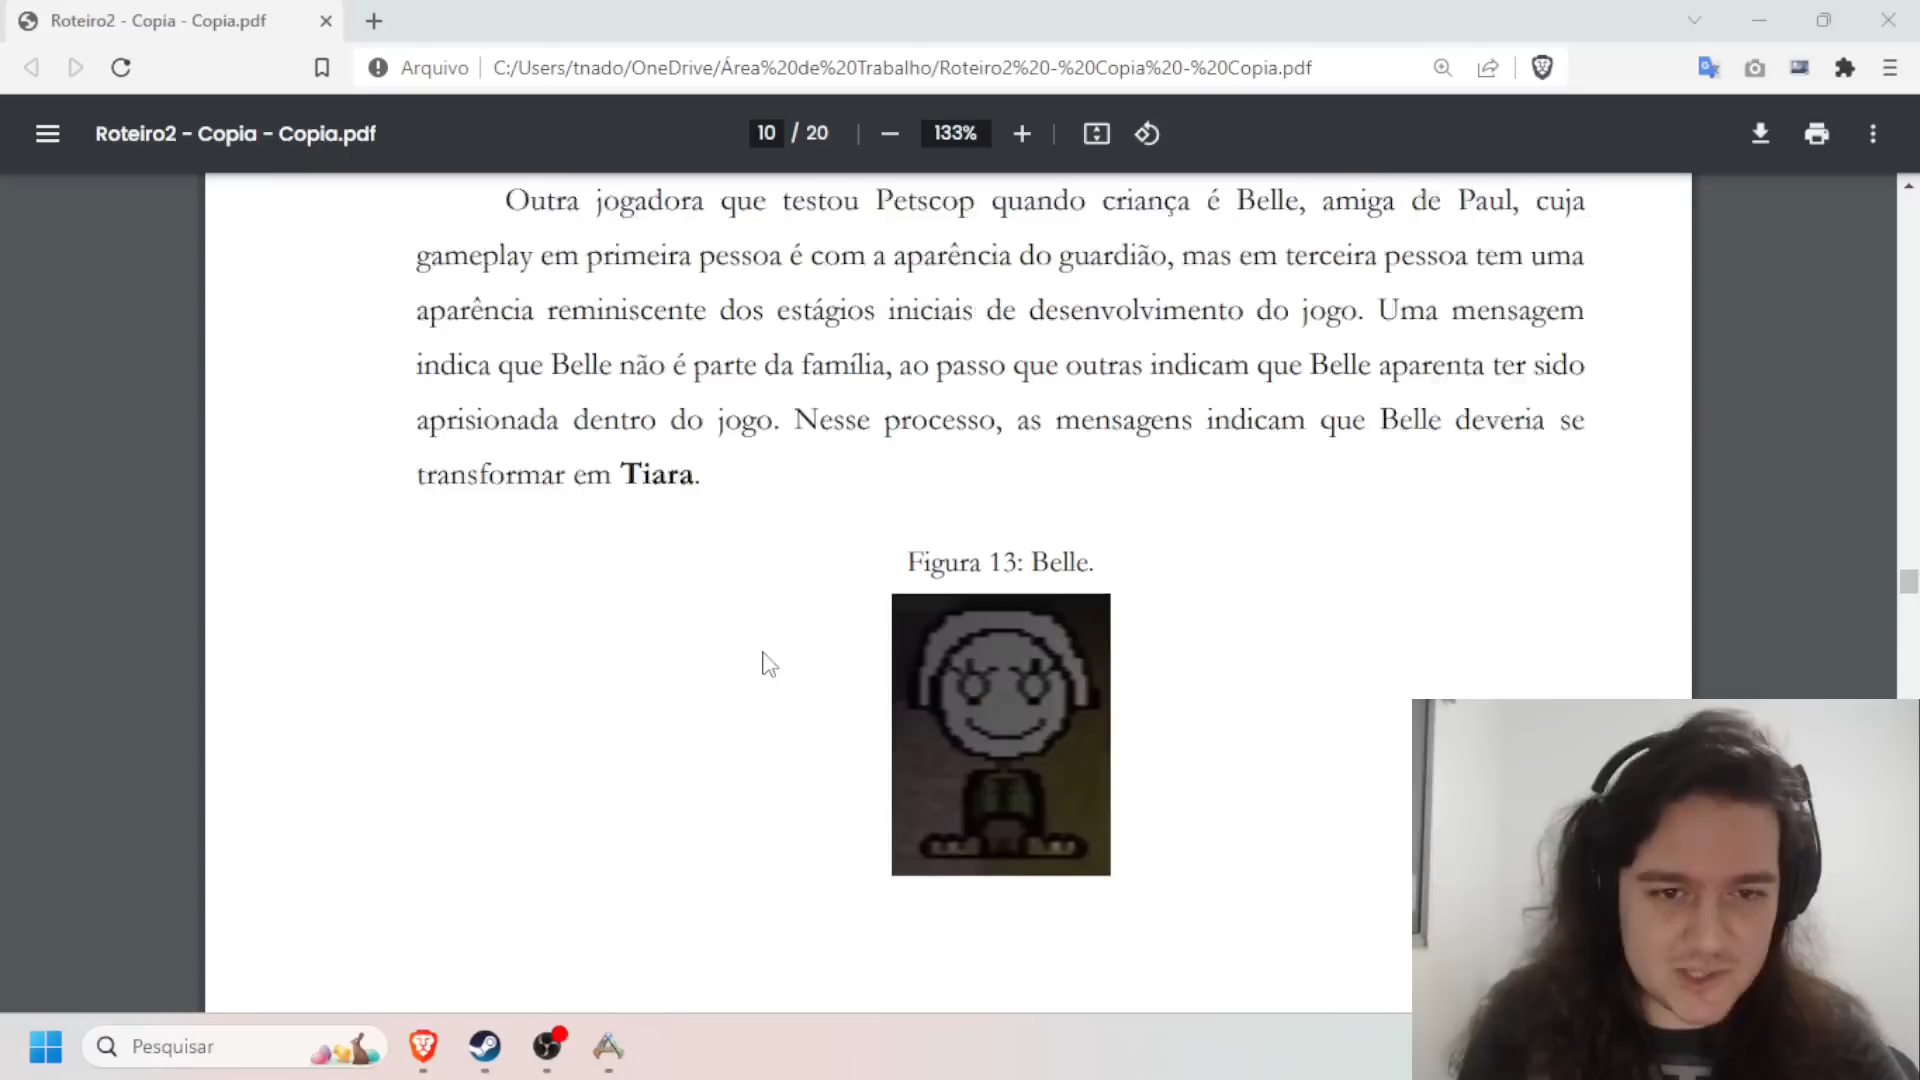 Roteiro2 - Copia - Copia.pdf
Arquivo
C:/Users/tnado/OneDrive/Área%20de%20Trabalho/Roteiro2%20-%20Copia%20-%20Copia.pdf
Roteiro2 - Copia - Copia.pdf
10 / 20
133%
Outra jogadora que testou Petscop quando criança é Belle, amiga de Paul, cuja
gameplay em primeira pessoa é com a aparência do guardião, mas em terceira pessoa tem uma
aparência reminiscente dos estágios iniciais de desenvolvimento do jogo. Uma mensagem
indica que Belle não é parte da família, ao passo que outras indicam que Belle aparenta ter sido
aprisionada dentro do jogo. Nesse processo, as mensagens indicam que Belle deveria se
transformar em Tiara.
Figura 13: Belle.
Pesquisar